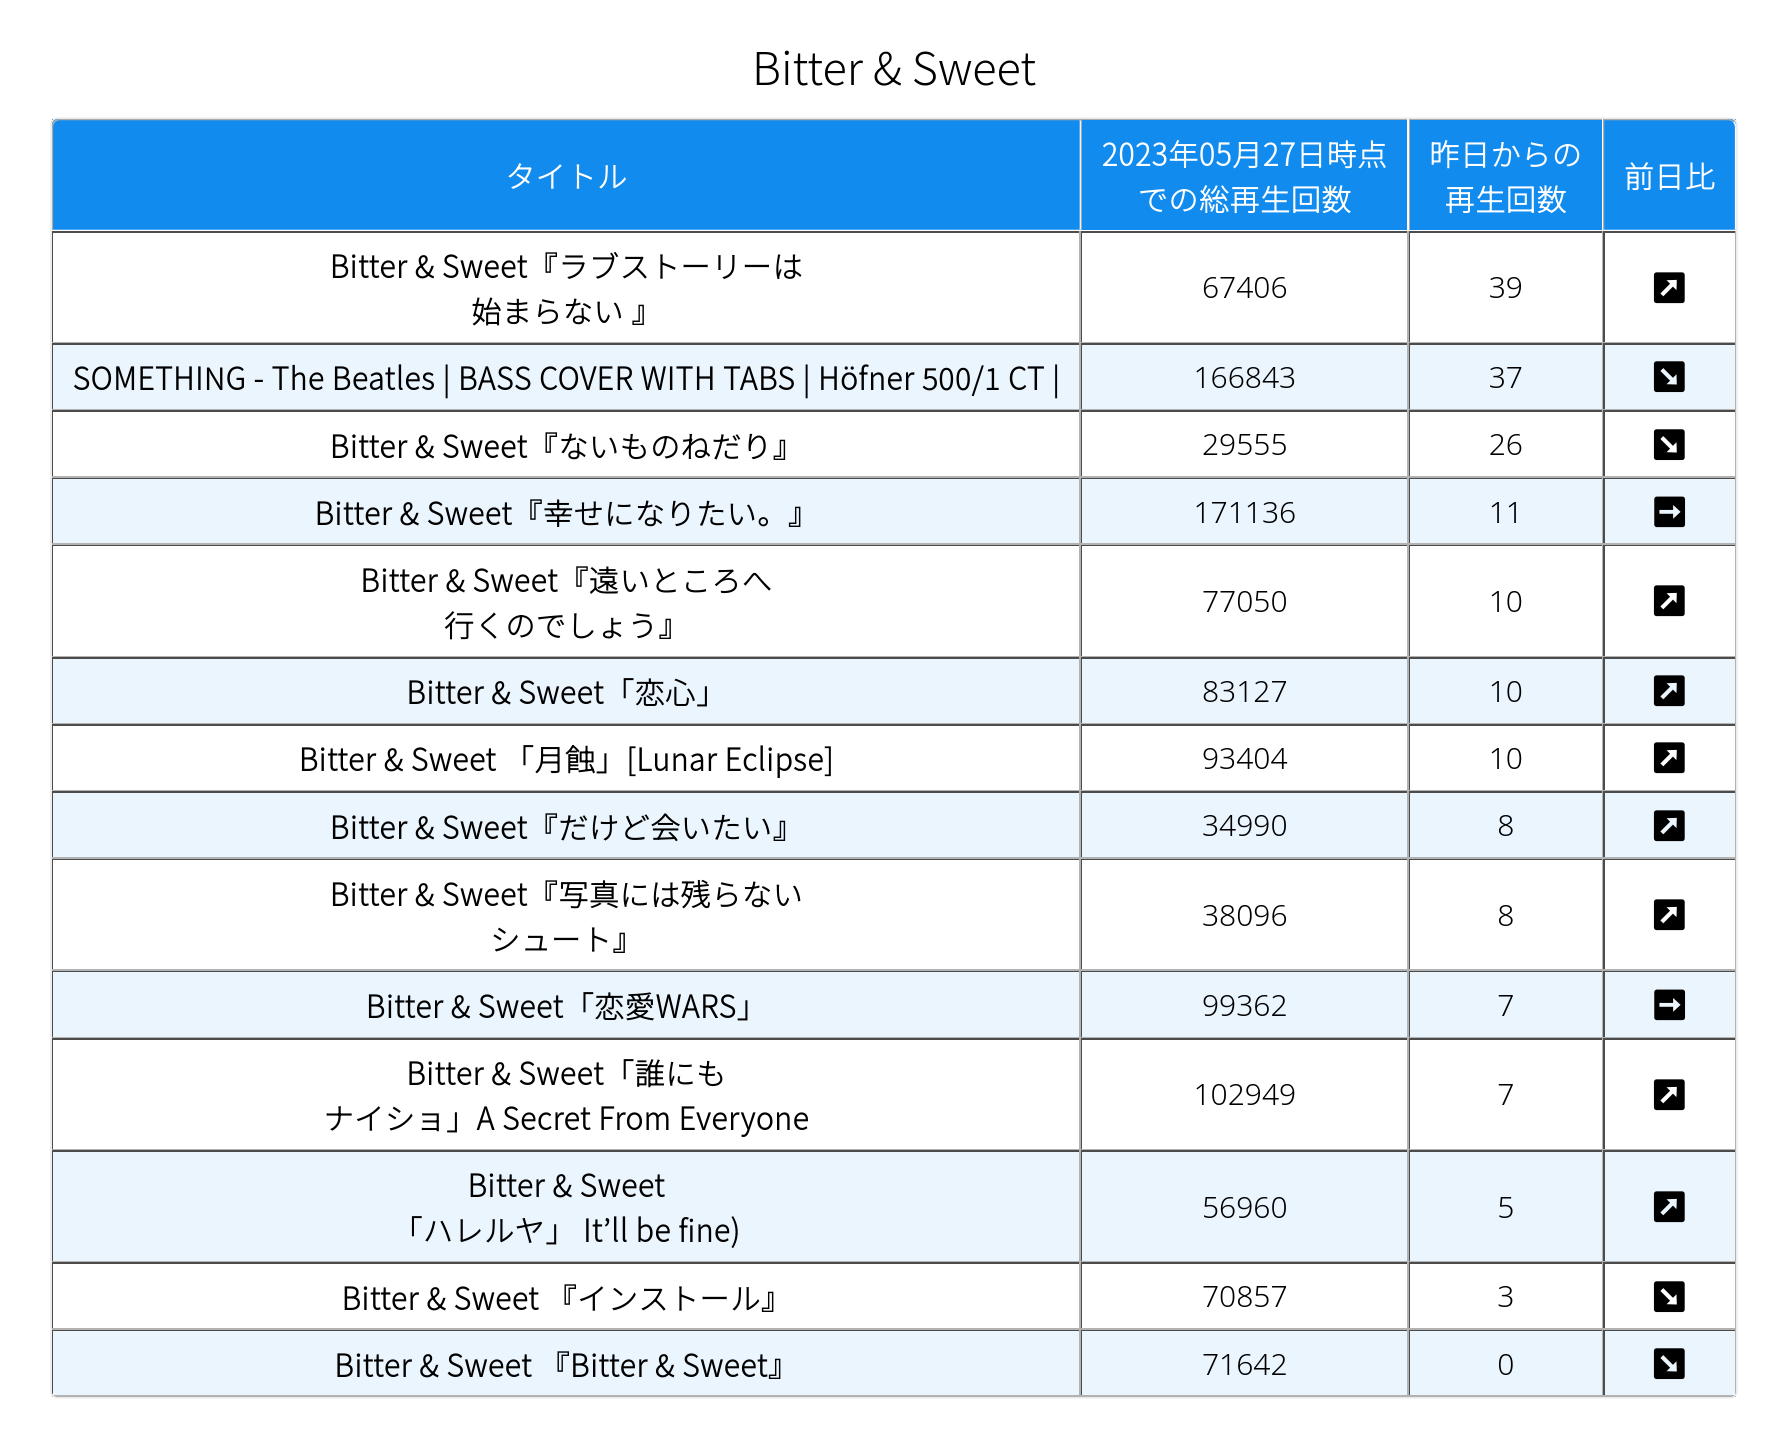 Bitter & Sweet
タイトル
2023年05月27日時点
での総再生回数
昨日からの
再生回数
前日比
Bitter & Sweet『ラブストーリーは
始まらない 』
67406
39
SOMETHING - The Beatles | BASS COVER WITH TABS | Höfner 500/1 CT |
166843
37
Bitter & Sweet『ないものねだり』
29555
26
Bitter & Sweet『幸せになりたい。』
171136
11
Bitter & Sweet『遠いところへ
行くのでしょう』
77050
10
Bitter & Sweet「恋心」
83127
10
Bitter & Sweet 「月蝕」[Lunar Eclipse]
93404
10
Bitter & Sweet『だけど会いたい』
34990
8
Bitter & Sweet『写真には残らない
シュート』
38096
8
Bitter & Sweet「恋愛WARS」
99362
7
Bitter & Sweet「誰にも
ナイショ」A Secret From Everyone
102949
7
Bitter & Sweet
「ハレルヤ」 It’ll be fine)
56960
5
Bitter & Sweet 『インストール』
70857
3
Bitter & Sweet 『Bitter & Sweet』
71642
0